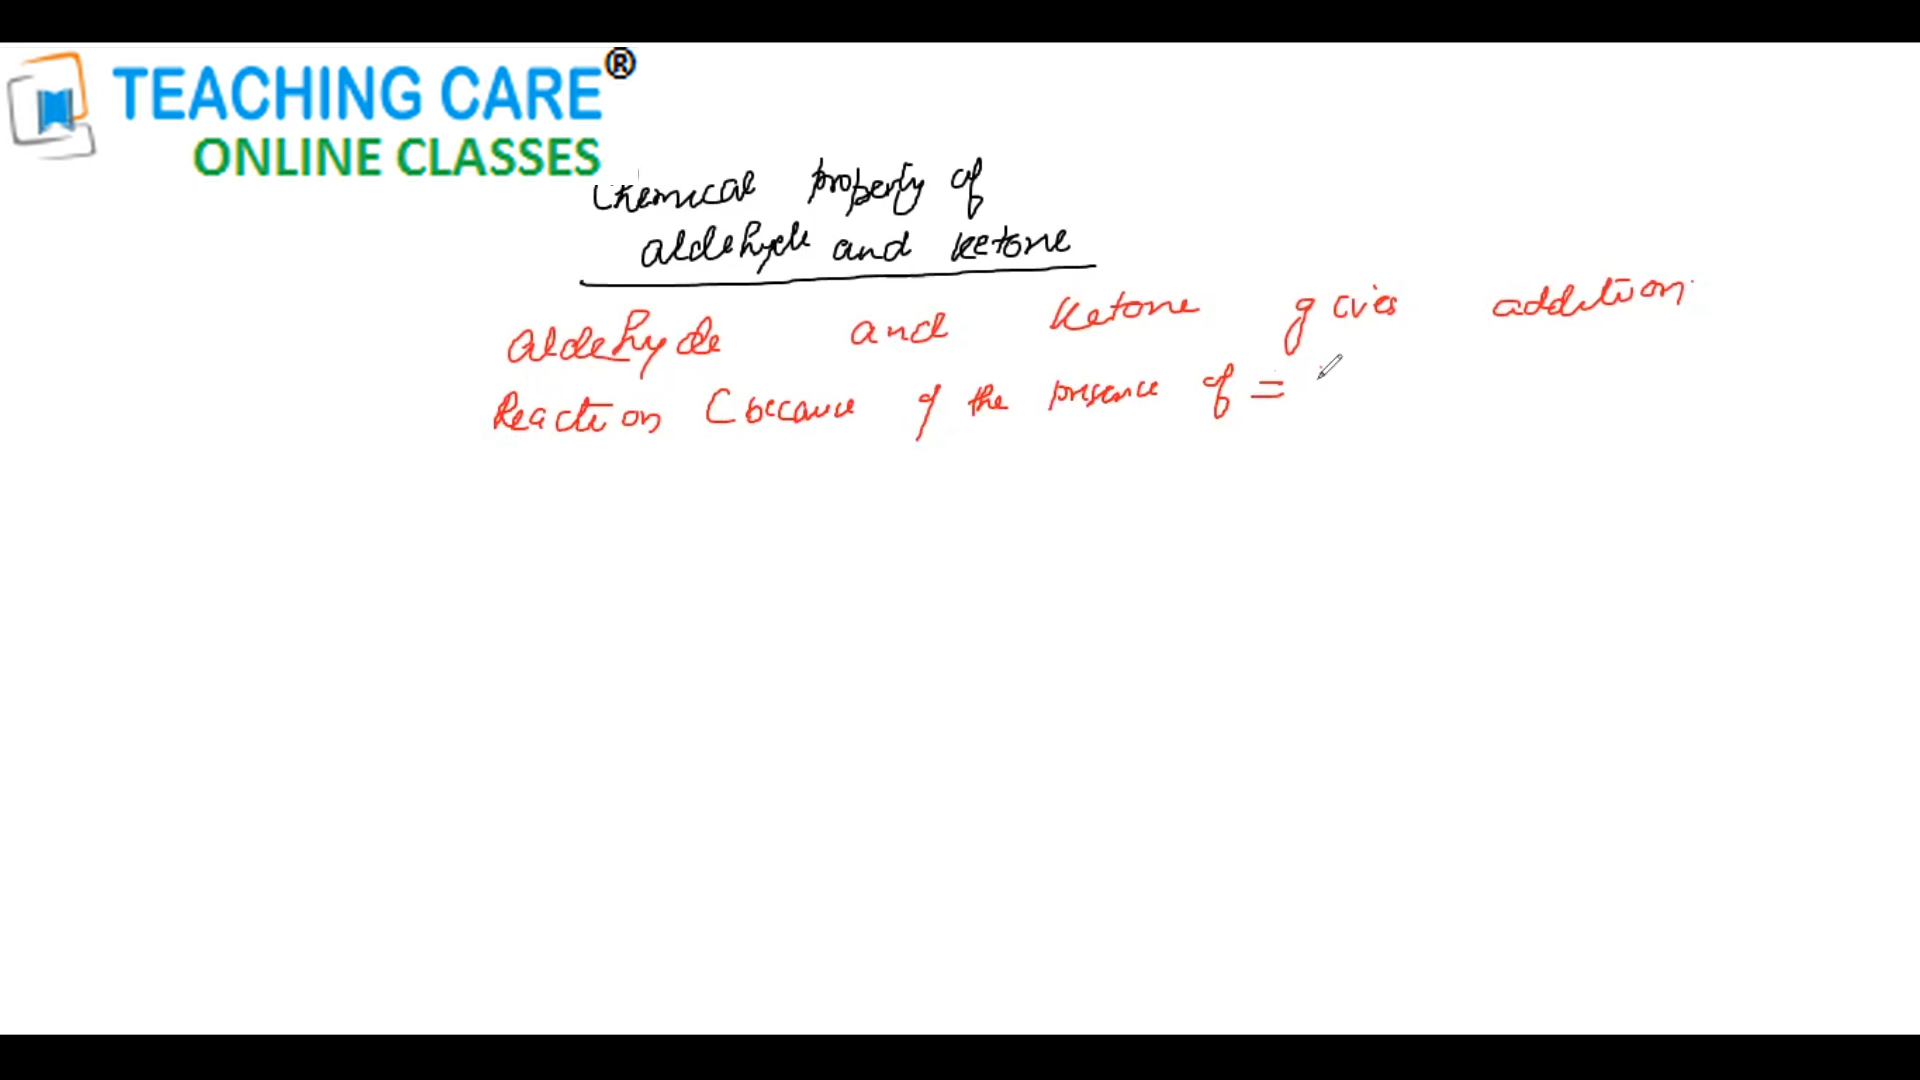 TEACHING CARE®
ONLINE CLASSES
Chemical property of
aldehyde and ketone
Aldehyde and Ketone gives addition
Reaction (because of the presence of =